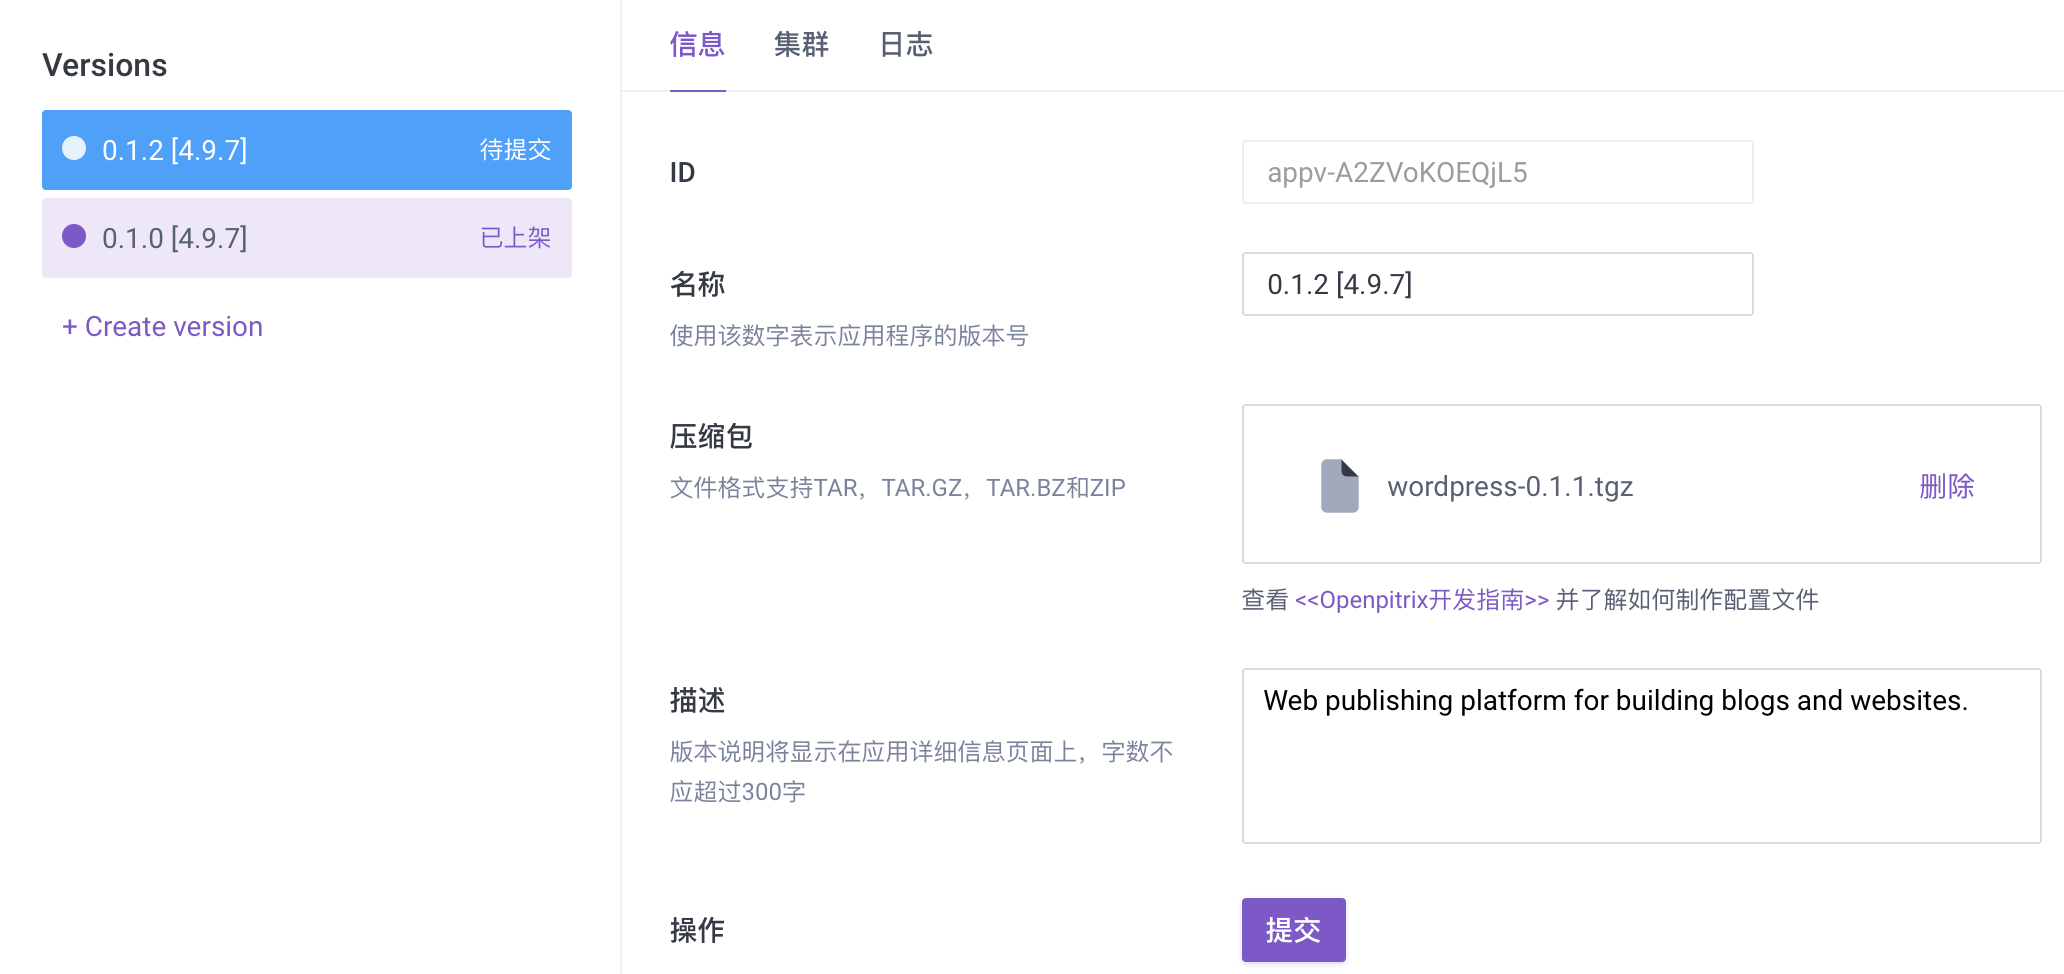 Versions
0.1.2 [4.9.7] 待提交
0.1.0 [4.9.7] 已上架
+ Create version
信息 集群 日志
ID
appv-A2ZVoKOEQjL5
名称
0.1.2 [4.9.7]
使用该数字表示应用程序的版本号
压缩包
文件格式支持TAR，TAR.GZ，TAR.BZ和ZIP
wordpress-0.1.1.tgz 删除
查看 <<Openpitrix开发指南>> 并了解如何制作配置文件
描述
版本说明将显示在应用详细信息页面上，字数不
应超过300字
Web publishing platform for building blogs and websites.
操作
提交